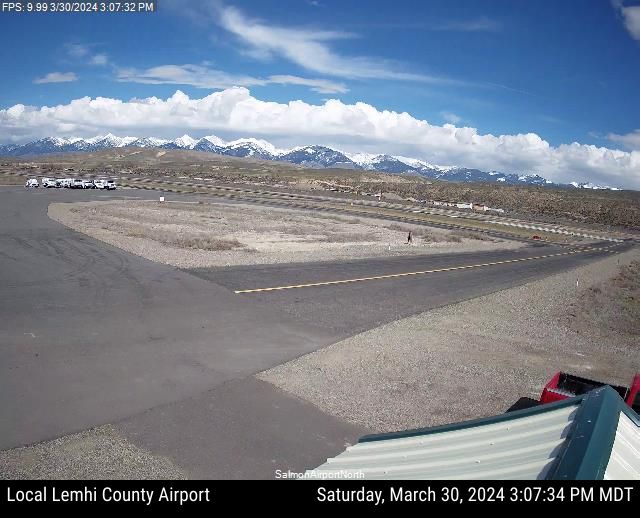 FPS: 9.99 3/30/2024 3:07:32 PM
SalmonAirportNorth
Local Lemhi County Airport
Saturday, March 30, 2024 3:07:34 PM MDT